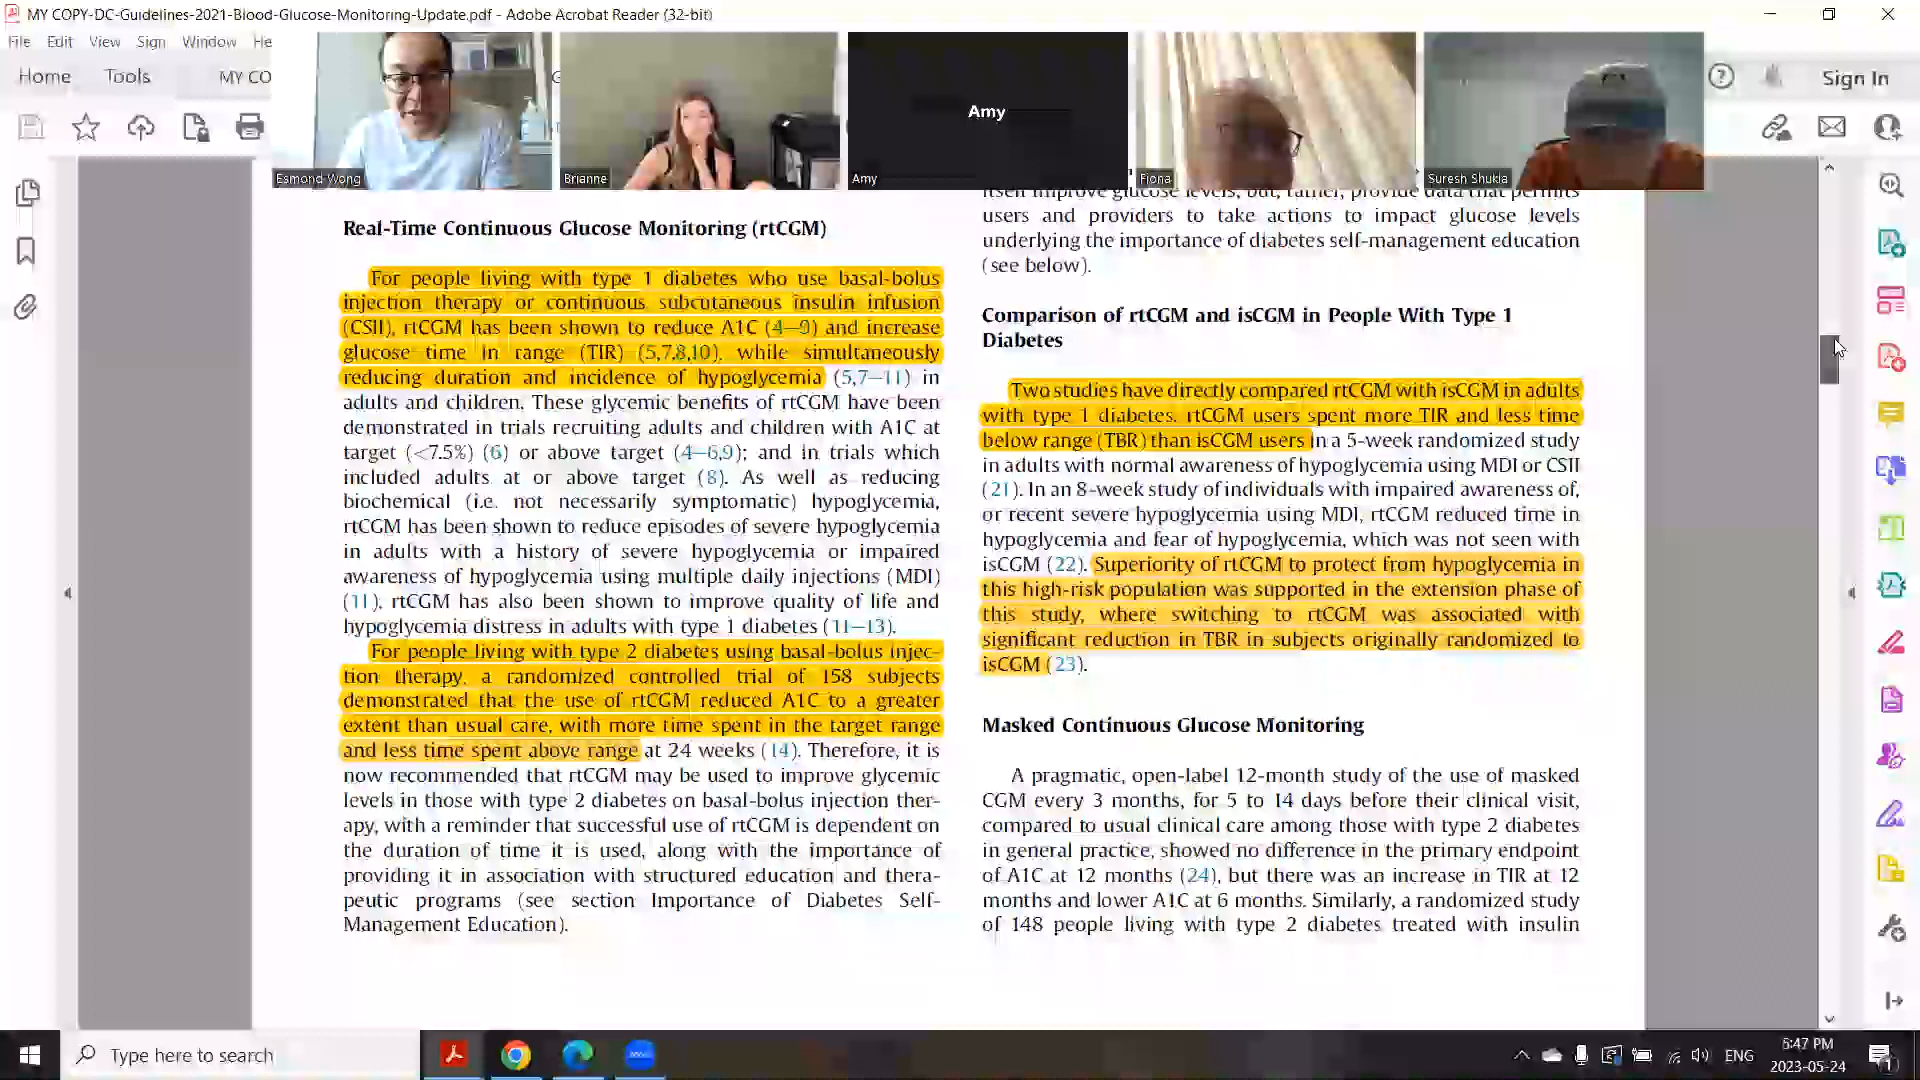 MY COPY-DC-Guidelines-2021-Blood-Glucose-Monitoring-Update.pdf - Adobe Acrobat Reader (32-bit)
File Edit View Sign Window He
Home Tools MY CO
Sign In
Amy
Esmond Wong
Brianne
Amy
Fiona
Suresh Shukla
Real-Time Continuous Glucose Monitoring (rtCGM)
For people living with type 1 diabetes who use basal-bolus
injection therapy or continuous subcutaneous insulin infusion
(CSII), rtCGM has been shown to reduce A1C (4–9) and increase
glucose time in range (TIR) (5,7,8,10), while simultaneously
reducing duration and incidence of hypoglycemia (5,7–11) in
adults and children. These glycemic benefits of rtCGM have been
demonstrated in trials recruiting adults and children with A1C at
target (<7.5%) (6) or above target (4–6,9); and in trials which
included adults at or above target (8). As well as reducing
biochemical (i.e. not necessarily symptomatic) hypoglycemia,
rtCGM has been shown to reduce episodes of severe hypoglycemia
in adults with a history of severe hypoglycemia or impaired
awareness of hypoglycemia using multiple daily injections (MDI)
(11). rtCGM has also been shown to improve quality of life and
hypoglycemia distress in adults with type 1 diabetes (11–13).
For people living with type 2 diabetes using basal-bolus injec-
tion therapy, a randomized controlled trial of 158 subjects
demonstrated that the use of rtCGM reduced A1C to a greater
extent than usual care, with more time spent in the target range
and less time spent above range at 24 weeks (14). Therefore, it is
now recommended that rtCGM may be used to improve glycemic
levels in those with type 2 diabetes on basal-bolus injection ther-
apy, with a reminder that successful use of rtCGM is dependent on
the duration of time it is used, along with the importance of
providing it in association with structured education and thera-
peutic programs (see section Importance of Diabetes Self-
Management Education).
itself improve glucose levels, but, rather, provide data that permits
users and providers to take actions to impact glucose levels
underlying the importance of diabetes self-management education
(see below).
Comparison of rtCGM and isCGM in People With Type 1
Diabetes
Two studies have directly compared rtCGM with isCGM in adults
with type 1 diabetes. rtCGM users spent more TIR and less time
below range (TBR) than isCGM users in a 5-week randomized study
in adults with normal awareness of hypoglycemia using MDI or CSII
(21). In an 8-week study of individuals with impaired awareness of,
or recent severe hypoglycemia using MDI, rtCGM reduced time in
hypoglycemia and fear of hypoglycemia, which was not seen with
isCGM (22). Superiority of rtCGM to protect from hypoglycemia in
this high-risk population was supported in the extension phase of
this study, where switching to rtCGM was associated with
significant reduction in TBR in subjects originally randomized to
isCGM (23).
Masked Continuous Glucose Monitoring
A pragmatic, open-label 12-month study of the use of masked
CGM every 3 months, for 5 to 14 days before their clinical visit,
compared to usual clinical care among those with type 2 diabetes
in general practice, showed no difference in the primary endpoint
of A1C at 12 months (24), but there was an increase in TIR at 12
months and lower A1C at 6 months. Similarly, a randomized study
of 148 people living with type 2 diabetes treated with insulin
Type here to search
ENG
6:47 PM
2023-05-24
1